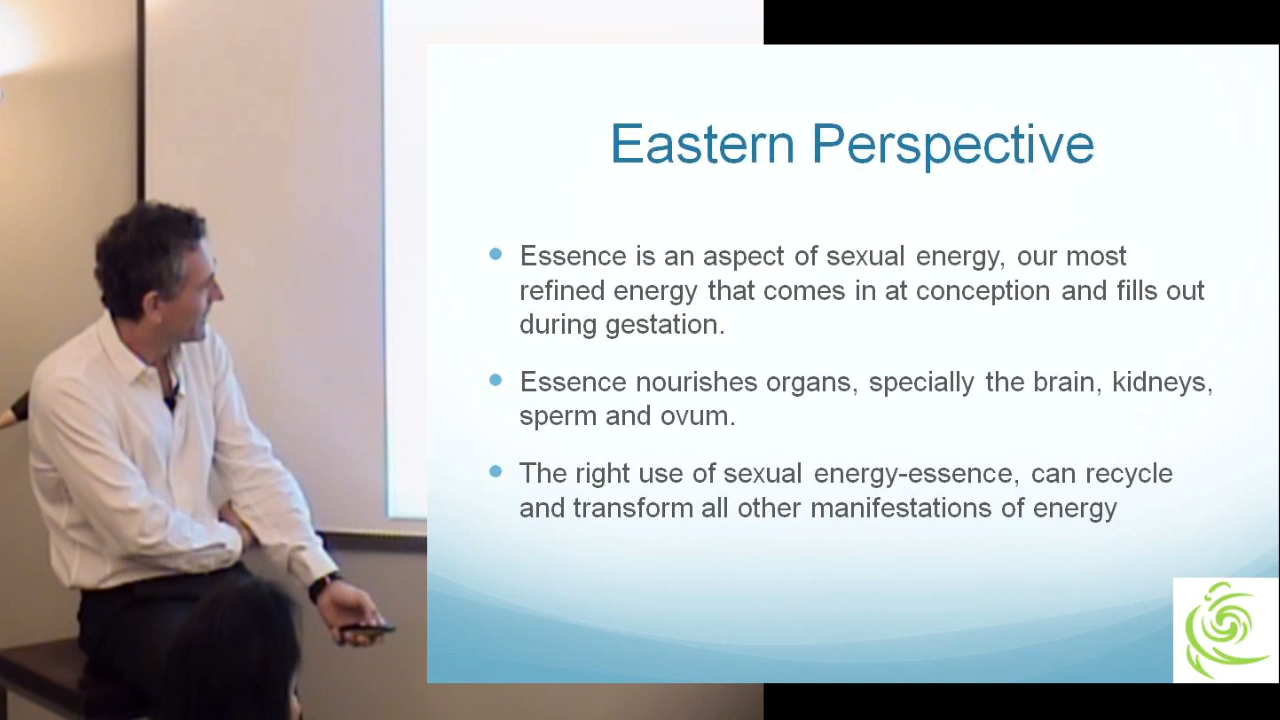 Eastern Perspective
Essence is an aspect of sexual energy, our most
refined energy that comes in at conception and fills out
during gestation.
Essence nourishes organs, specially the brain, kidneys,
sperm and ovum.
The right use of sexual energy-essence, can recycle
and transform all other manifestations of energy